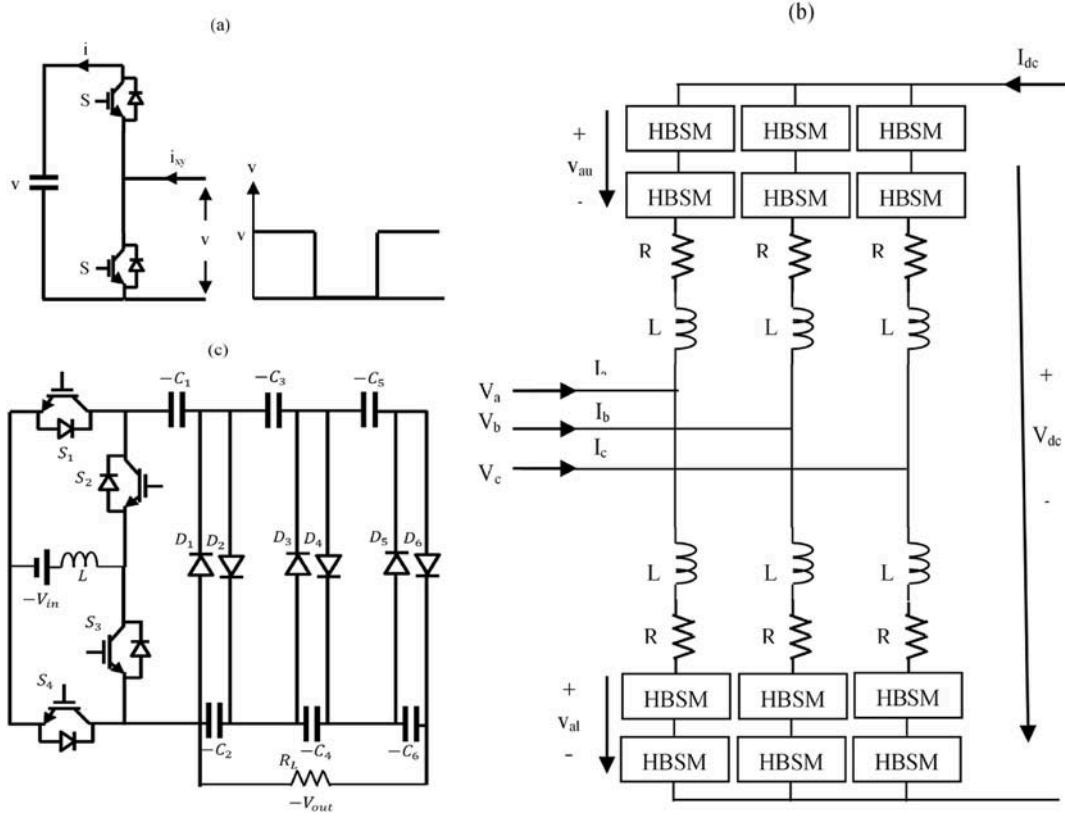 (a)
i
S
v
i_xy
v
S
v
v
(b)
I_dc
HBSM HBSM HBSM
+
v_au
-
HBSM HBSM HBSM
R R R
L L L
V_a
V_b I_b
V_c I_c
+
V_dc
-
L L L
R R R
HBSM HBSM HBSM
+
v_al
-
HBSM HBSM HBSM
(c)
−C_1 −C_3 −C_5
S_1
S_2
D_1 D_2 D_3 D_4 D_5 D_6
L
−V_in
S_3
S_4
−C_2 −C_4 −C_6
R_L
−V_out